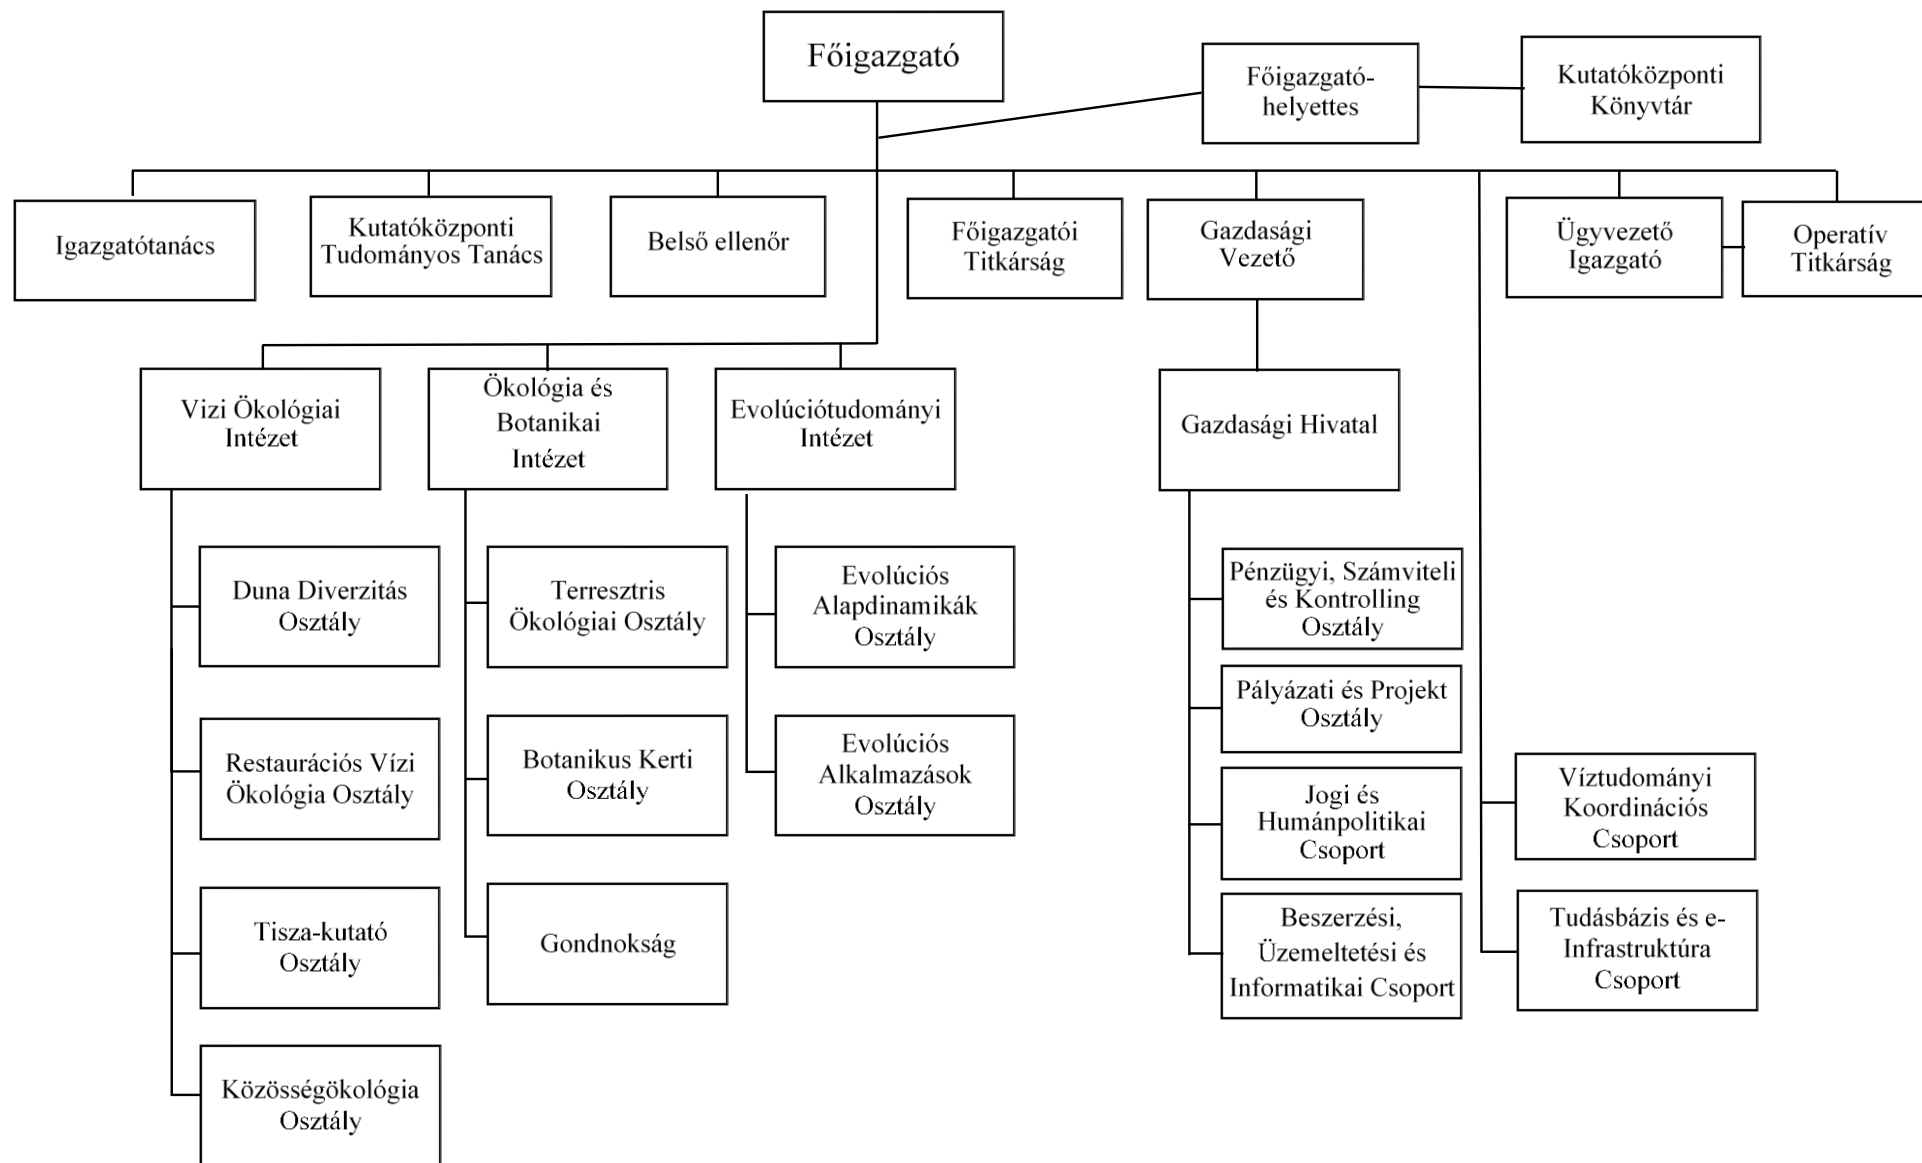 Főigazgató
Főigazgató-
helyettes
Kutatóközponti
Könyvtár
Igazgatótanács
Kutatóközponti
Tudományos Tanács
Belső ellenőr
Főigazgatói
Titkárság
Gazdasági
Vezető
Ügyvezető
Igazgató
Operatív
Titkárság
Vizi Ökológiai
Intézet
Ökológia és
Botanikai
Intézet
Evolúciótudományi
Intézet
Gazdasági Hivatal
Duna Diverzitás
Osztály
Restaurációs Vízi
Ökológia Osztály
Tisza-kutató
Osztály
Közösségökológia
Osztály
Terresztris
Ökológiai Osztály
Botanikus Kerti
Osztály
Gondnokság
Evolúciós
Alapdinamikák
Osztály
Evolúciós
Alkalmazások
Osztály
Pénzügyi, Számviteli
és Kontrolling
Osztály
Pályázati és Projekt
Osztály
Jogi és
Humánpolitikai
Csoport
Beszerzési,
Üzemeltetési és
Informatikai Csoport
Víztudományi
Koordinációs
Csoport
Tudásbázis és e-
Infrastruktúra
Csoport